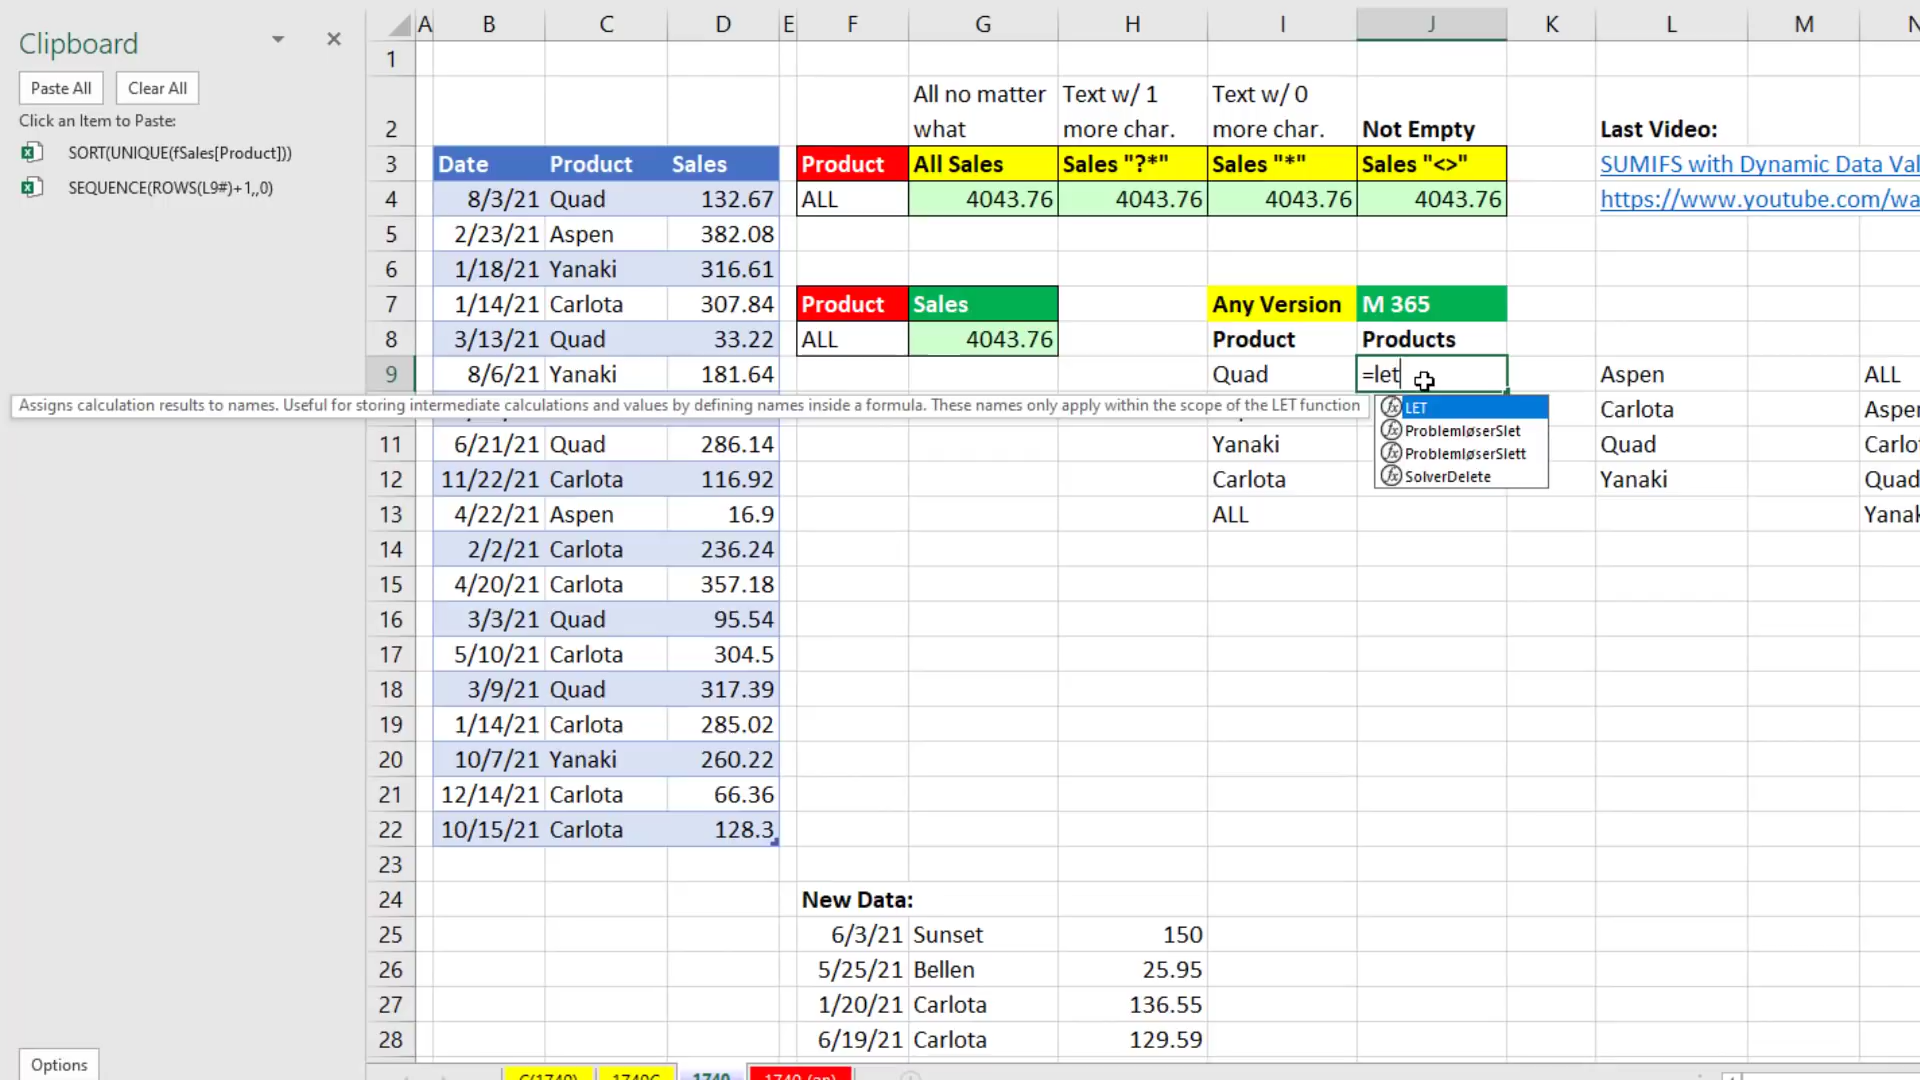 Clipboard
Paste All
Clear All
Click an Item to Paste:
SORT(UNIQUE(fSales[Product]))
SEQUENCE(ROWS(L9#)+1,,0)
Options
A B C D E F G H I J K L M N
1
All no matter what
Text w/ 1 more char.
Text w/ 0 more char.
2 Not Empty Last Video:
3 Date Product Sales Product All Sales Sales "?*" Sales "*" Sales "<>" SUMIFS with Dynamic Data Val
4 8/3/21 Quad 132.67 ALL 4043.76 4043.76 4043.76 4043.76 https://www.youtube.com/wa
5 2/23/21 Aspen 382.08
6 1/18/21 Yanaki 316.61
7 1/14/21 Carlota 307.84 Product Sales Any Version M 365
8 3/13/21 Quad 33.22 ALL 4043.76 Product Products
9 8/6/21 Yanaki 181.64 Quad =let Aspen ALL
Assigns calculation results to names. Useful for storing intermediate calculations and values by defining names inside a formula. These names only apply within the scope of the LET function
LET
ProblemløserSlet
ProblemløserSlett
SolverDelete
Carlota Aspen
11 6/21/21 Quad 286.14 Yanaki Quad Carlo
12 11/22/21 Carlota 116.92 Carlota Yanaki Quad
13 4/22/21 Aspen 16.9 ALL Yanak
14 2/2/21 Carlota 236.24
15 4/20/21 Carlota 357.18
16 3/3/21 Quad 95.54
17 5/10/21 Carlota 304.5
18 3/9/21 Quad 317.39
19 1/14/21 Carlota 285.02
20 10/7/21 Yanaki 260.22
21 12/14/21 Carlota 66.36
22 10/15/21 Carlota 128.3
23
24 New Data:
25 6/3/21 Sunset 150
26 5/25/21 Bellen 25.95
27 1/20/21 Carlota 136.55
28 6/19/21 Carlota 129.59
1740